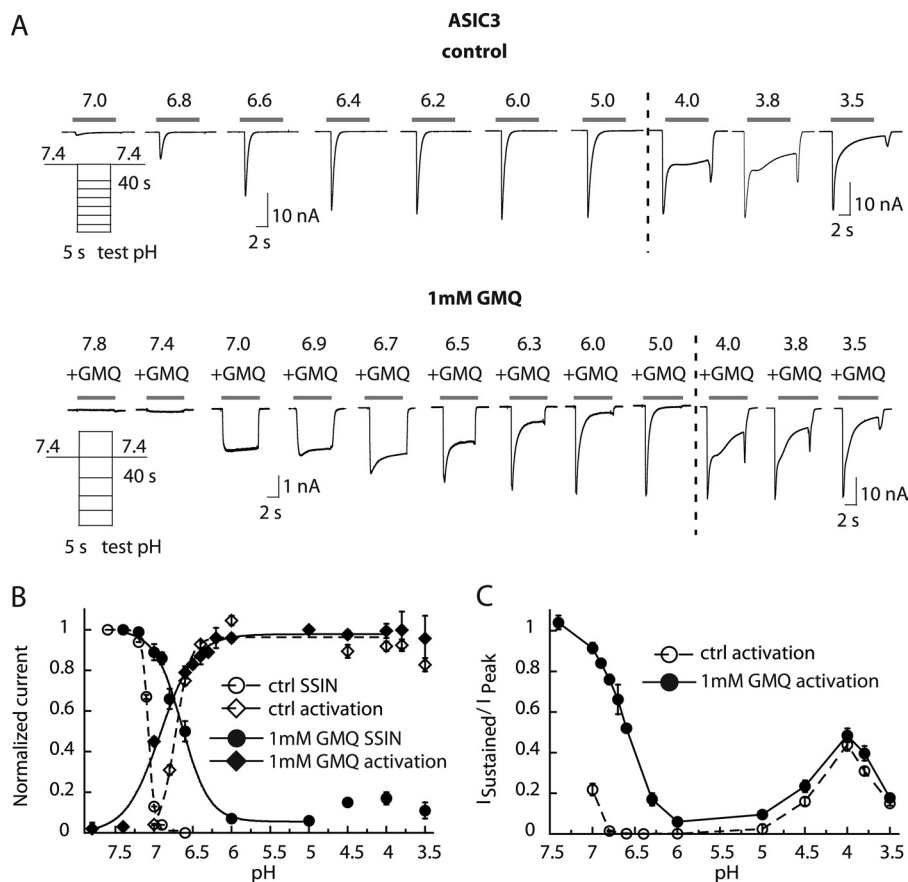 A
ASIC3
control
7.0 6.8 6.6 6.4 6.2 6.0 5.0 4.0 3.8 3.5
7.4 7.4
40 s
5 s test pH
10 nA
2 s
10 nA
2 s
1mM GMQ
7.8 7.4 7.0 6.9 6.7 6.5 6.3 6.0 5.0 4.0 3.8 3.5
+GMQ +GMQ +GMQ +GMQ +GMQ +GMQ +GMQ +GMQ +GMQ +GMQ +GMQ +GMQ
7.4 7.4
40 s
5 s test pH
1 nA
2 s
10 nA
2 s
B
Normalized current
1
0.8
0.6
0.4
0.2
0
7.5 7 6.5 6 5.5 5 4.5 4 3.5
pH
ctrl SSIN
ctrl activation
1mM GMQ SSIN
1mM GMQ activation
C
I Sustained / I Peak
1
0.8
0.6
0.4
0.2
0
7.5 7 6.5 6 5.5 5 4.5 4 3.5
pH
ctrl activation
1mM GMQ activation